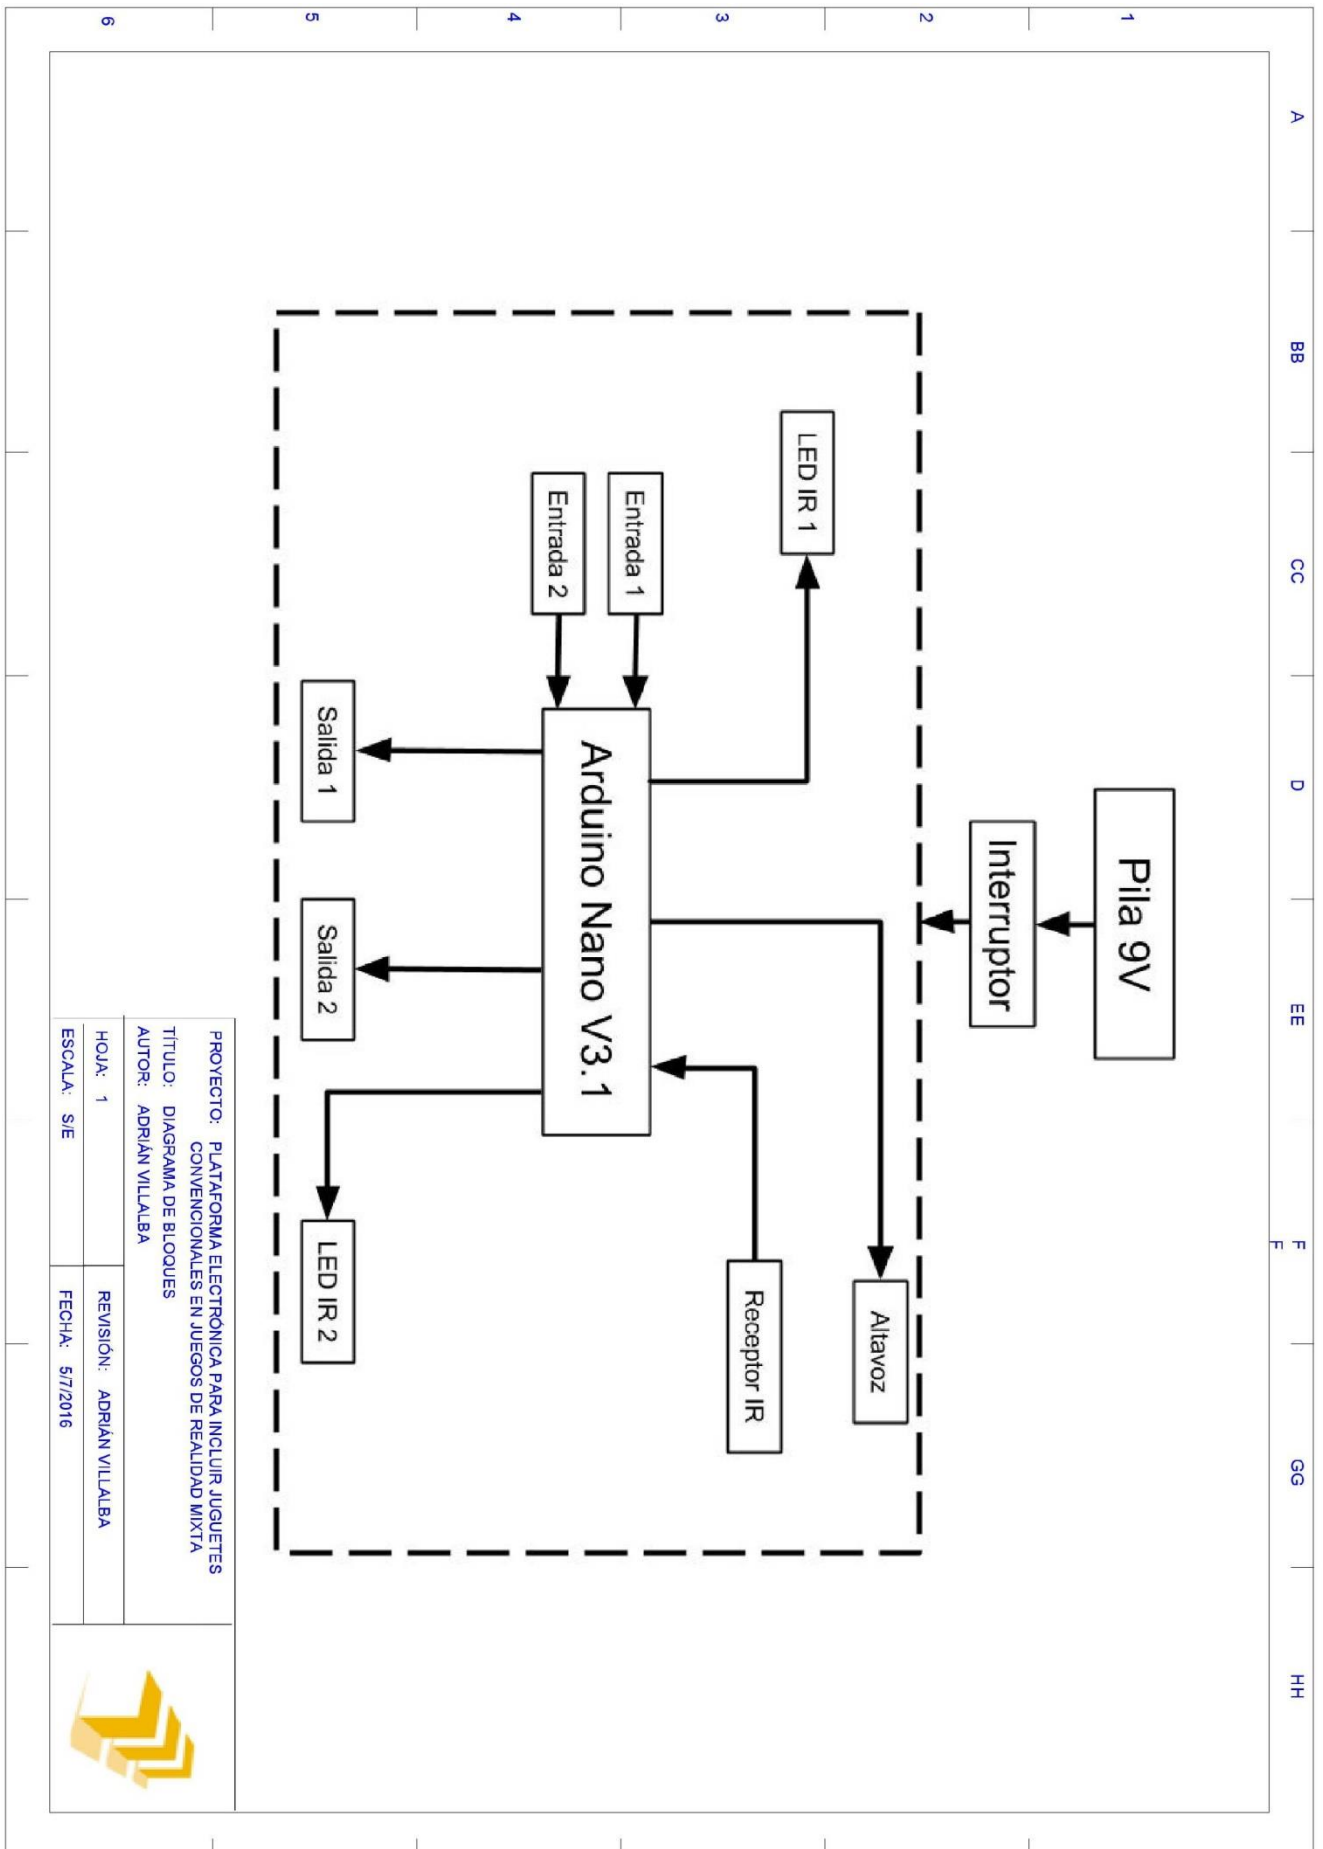 1
2
3
4
5
6
A
BB
CC
D
EE
F
F
GG
HH
Pila 9V
Interruptor
LED IR 1
Altavoz
Receptor IR
Entrada 1
Entrada 2
Arduino Nano V3.1
Salida 1
Salida 2
LED IR 2
PROYECTO: PLATAFORMA ELECTRÓNICA PARA INCLUIR JUGUETES
CONVENCIONALES EN JUEGOS DE REALIDAD MIXTA
TÍTULO: DIAGRAMA DE BLOQUES
AUTOR: ADRIÁN VILLALBA
HOJA: 1
REVISIÓN: ADRIÁN VILLALBA
ESCALA: S/E
FECHA: 5/7/2016